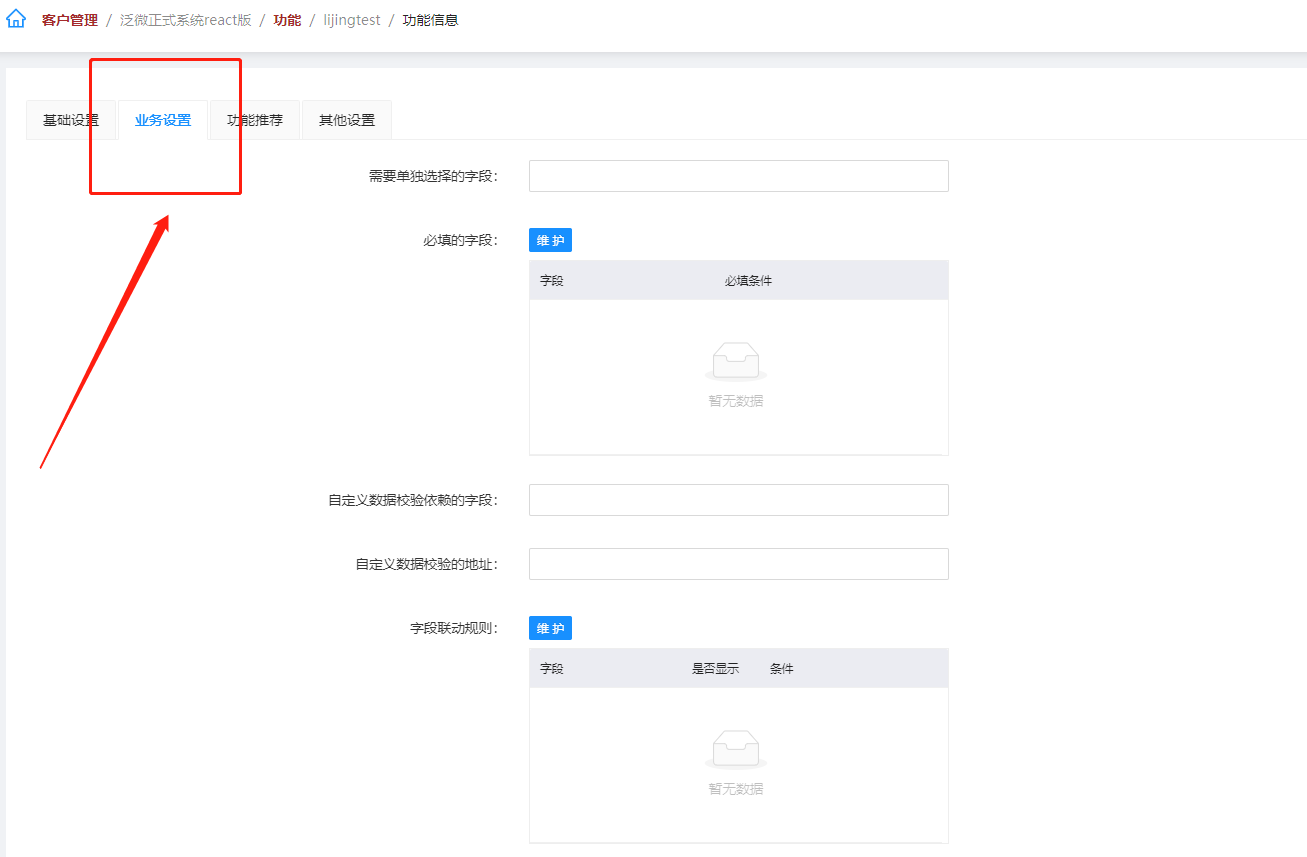 客户管理 / 泛微正式系统react版 / 功能 / lijingtest / 功能信息
基础设置 业务设置 功能推荐 其他设置
需要单独选择的字段：
必填的字段： 维护
字段 必填条件
暂无数据
自定义数据校验依赖的字段：
自定义数据校验的地址：
字段联动规则： 维护
字段 是否显示 条件
暂无数据